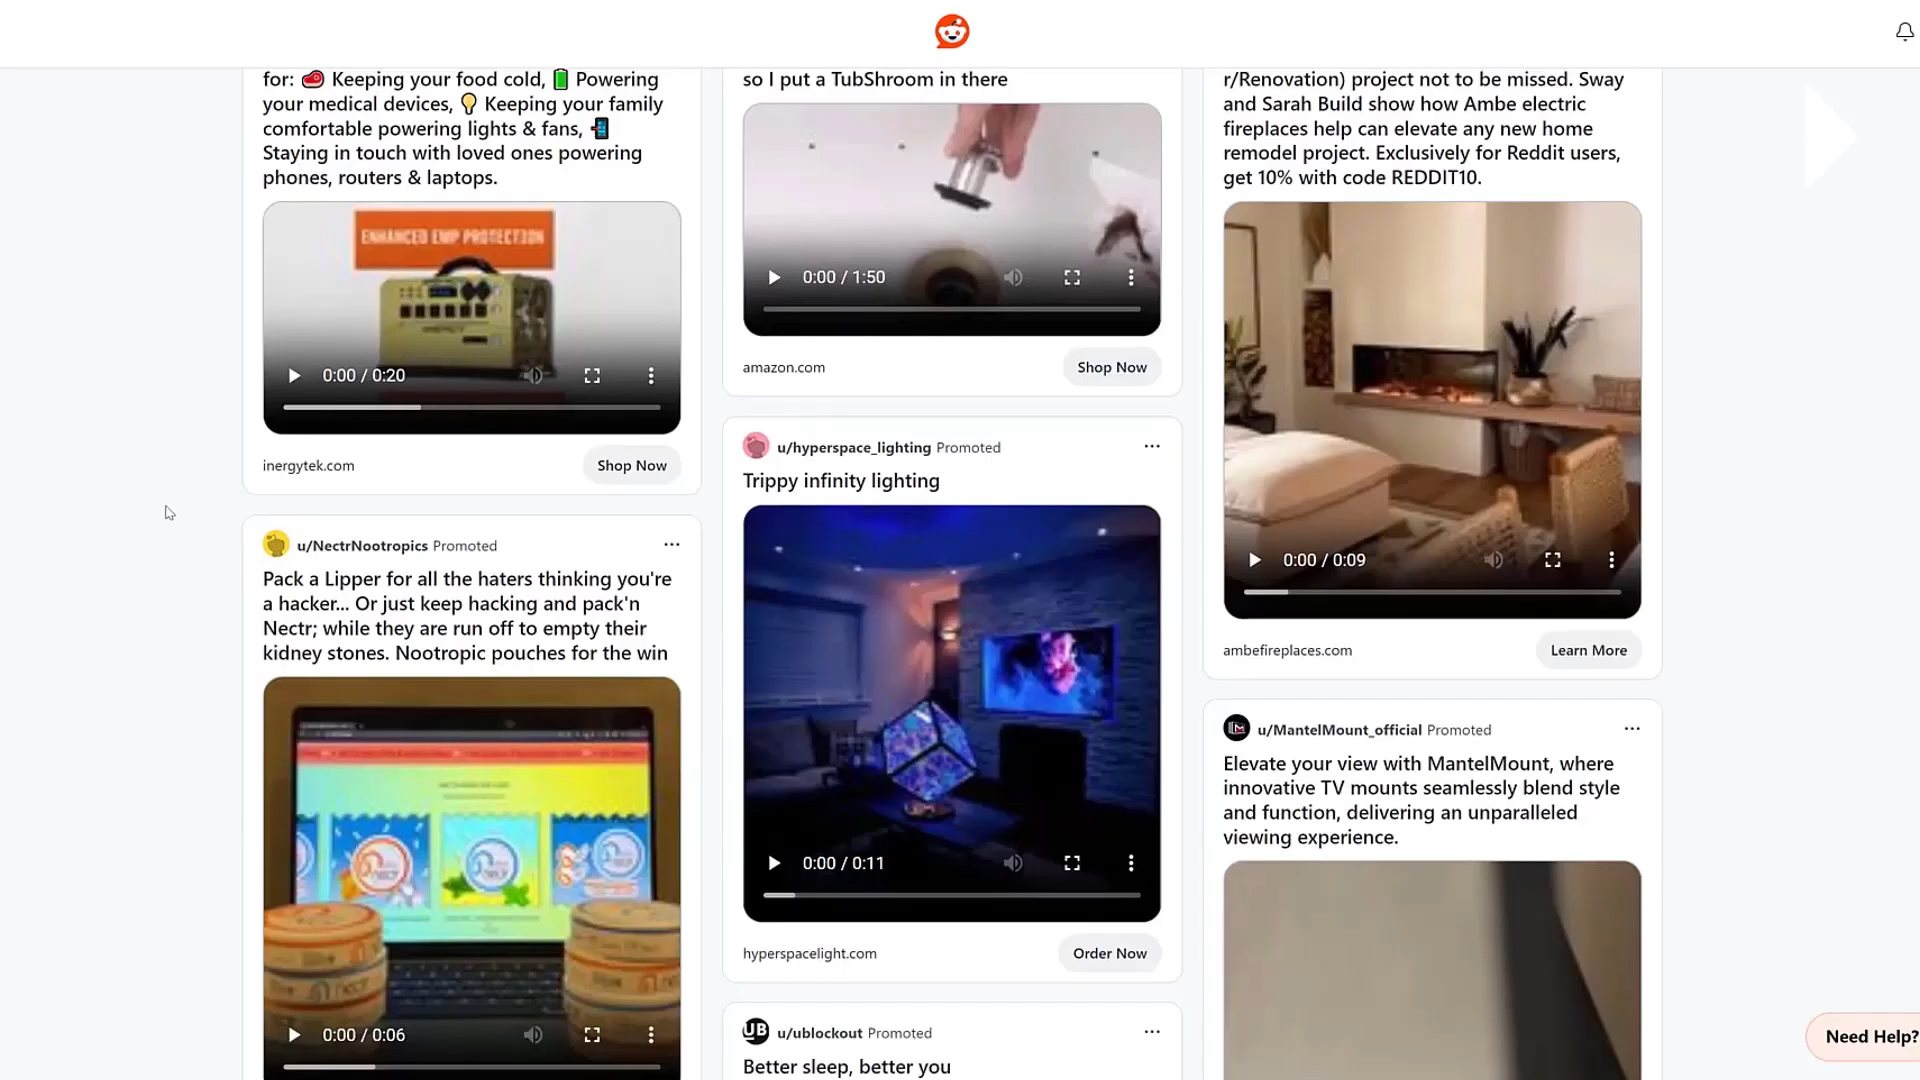 for: 🥩 Keeping your food cold, 🔋 Powering
your medical devices, 💡 Keeping your family
comfortable powering lights & fans, 📲
Staying in touch with loved ones powering
phones, routers & laptops.
ENHANCED EMP PROTECTION
0:00 / 0:20
inergytek.com
Shop Now
u/NectrNootropics Promoted
Pack a Lipper for all the haters thinking you're
a hacker... Or just keep hacking and pack'n
Nectr; while they are run off to empty their
kidney stones. Nootropic pouches for the win
0:00 / 0:06
so I put a TubShroom in there
0:00 / 1:50
amazon.com
Shop Now
u/hyperspace_lighting Promoted
Trippy infinity lighting
0:00 / 0:11
hyperspacelight.com
Order Now
UB
u/ublockout Promoted
Better sleep, better you
r/Renovation) project not to be missed. Sway
and Sarah Build show how Ambe electric
fireplaces help can elevate any new home
remodel project. Exclusively for Reddit users,
get 10% with code REDDIT10.
0:00 / 0:09
ambefireplaces.com
Learn More
u/MantelMount_official Promoted
Elevate your view with MantelMount, where
innovative TV mounts seamlessly blend style
and function, delivering an unparalleled
viewing experience.
Need Help?